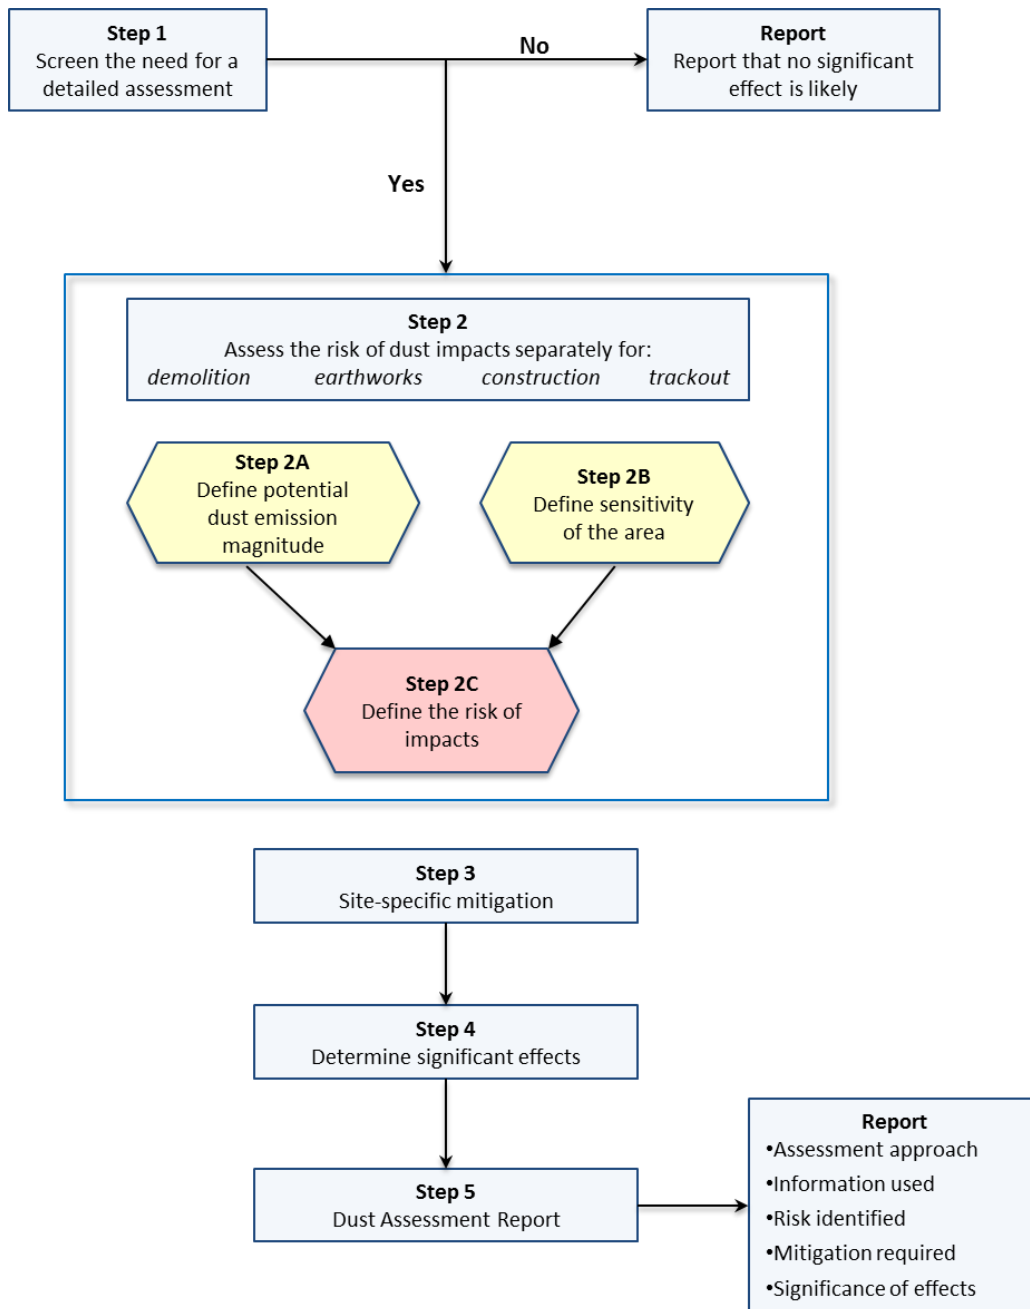 Step 1
Screen the need for a
detailed assessment
No
Report
Report that no significant
effect is likely
Yes
Step 2
Assess the risk of dust impacts separately for:
demolition earthworks construction trackout
Step 2A
Define potential
dust emission
magnitude
Step 2B
Define sensitivity
of the area
Step 2C
Define the risk of
impacts
Step 3
Site-specific mitigation
Step 4
Determine significant effects
Step 5
Dust Assessment Report
Report
•Assessment approach
•Information used
•Risk identified
•Mitigation required
•Significance of effects